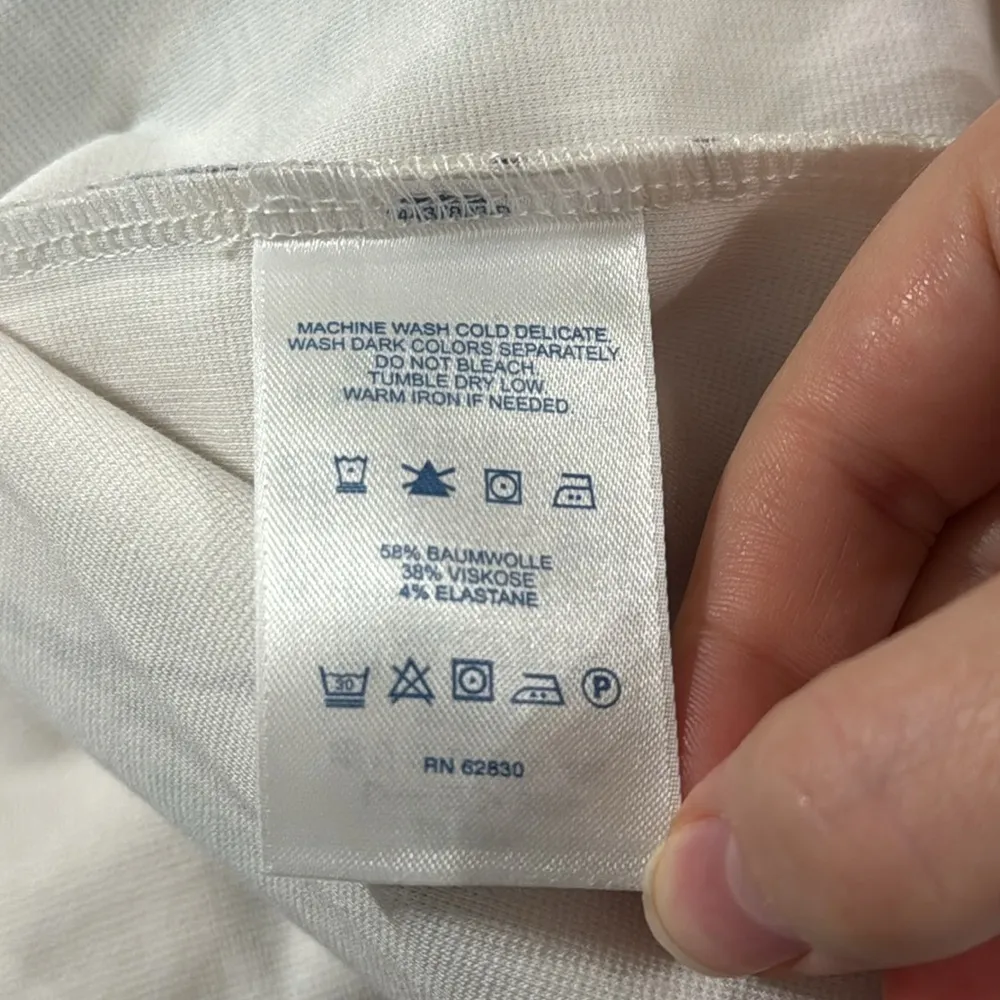 MACHINE WASH COLD DELICATE.
WASH DARK COLORS SEPARATELY
DO NOT BLEACH
TUMBLE DRY LOW.
WARM IRON IF NEEDED
58% BAUMWOLLE
38% VISKOSE
4% ELASTANE
30
P
RN 62830